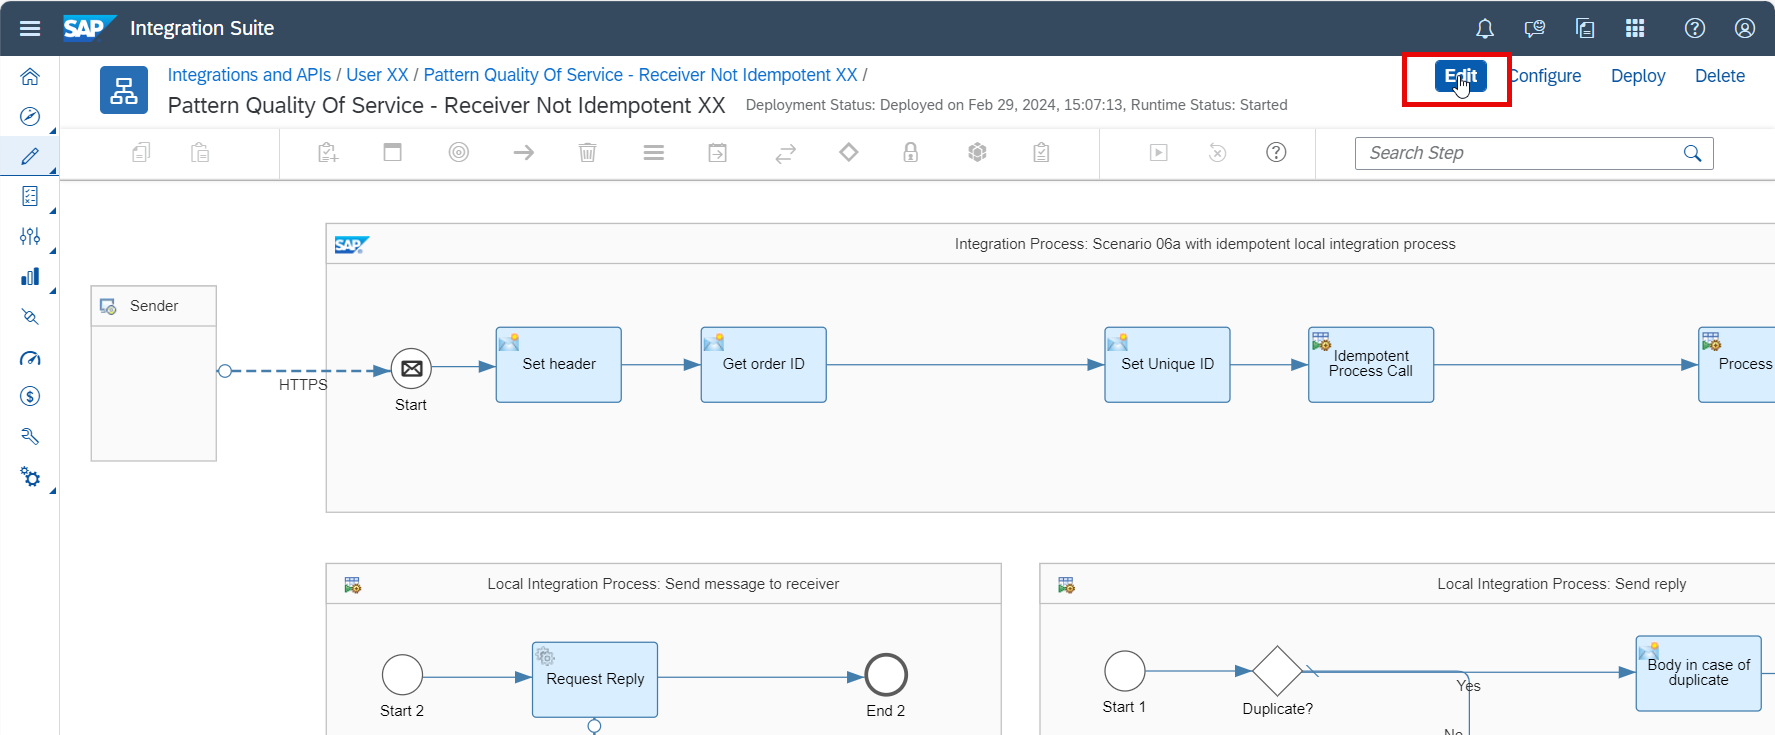 SAP Integration Suite
Integrations and APIs / User XX / Pattern Quality Of Service - Receiver Not Idempotent XX /
Edit Configure Deploy Delete
Pattern Quality Of Service - Receiver Not Idempotent XX Deployment Status: Deployed on Feb 29, 2024, 15:07:13, Runtime Status: Started
Search Step
SAP Integration Process: Scenario 06a with idempotent local integration process
Sender
HTTPS
Start
Set header
Get order ID
Set Unique ID
Idempotent
Process Call
Process
Local Integration Process: Send message to receiver
Start 2
Request Reply
End 2
Local Integration Process: Send reply
Start 1
Duplicate?
Yes
No
Body in case of
duplicate